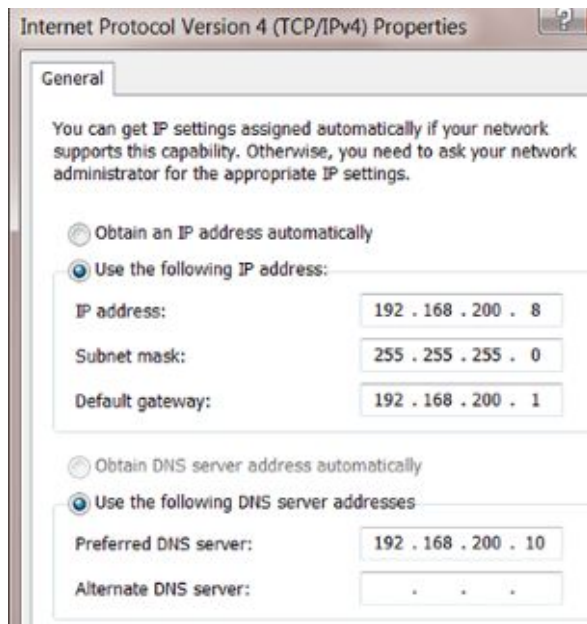 Internet Protocol Version 4 (TCP/IPv4) Properties
General
You can get IP settings assigned automatically if your network
supports this capability. Otherwise, you need to ask your network
administrator for the appropriate IP settings.
Obtain an IP address automatically
Use the following IP address:
IP address: 192 . 168 . 200 . 8
Subnet mask: 255 . 255 . 255 . 0
Default gateway: 192 . 168 . 200 . 1
Obtain DNS server address automatically
Use the following DNS server addresses
Preferred DNS server: 192 . 168 . 200 . 10
Alternate DNS server: . . .